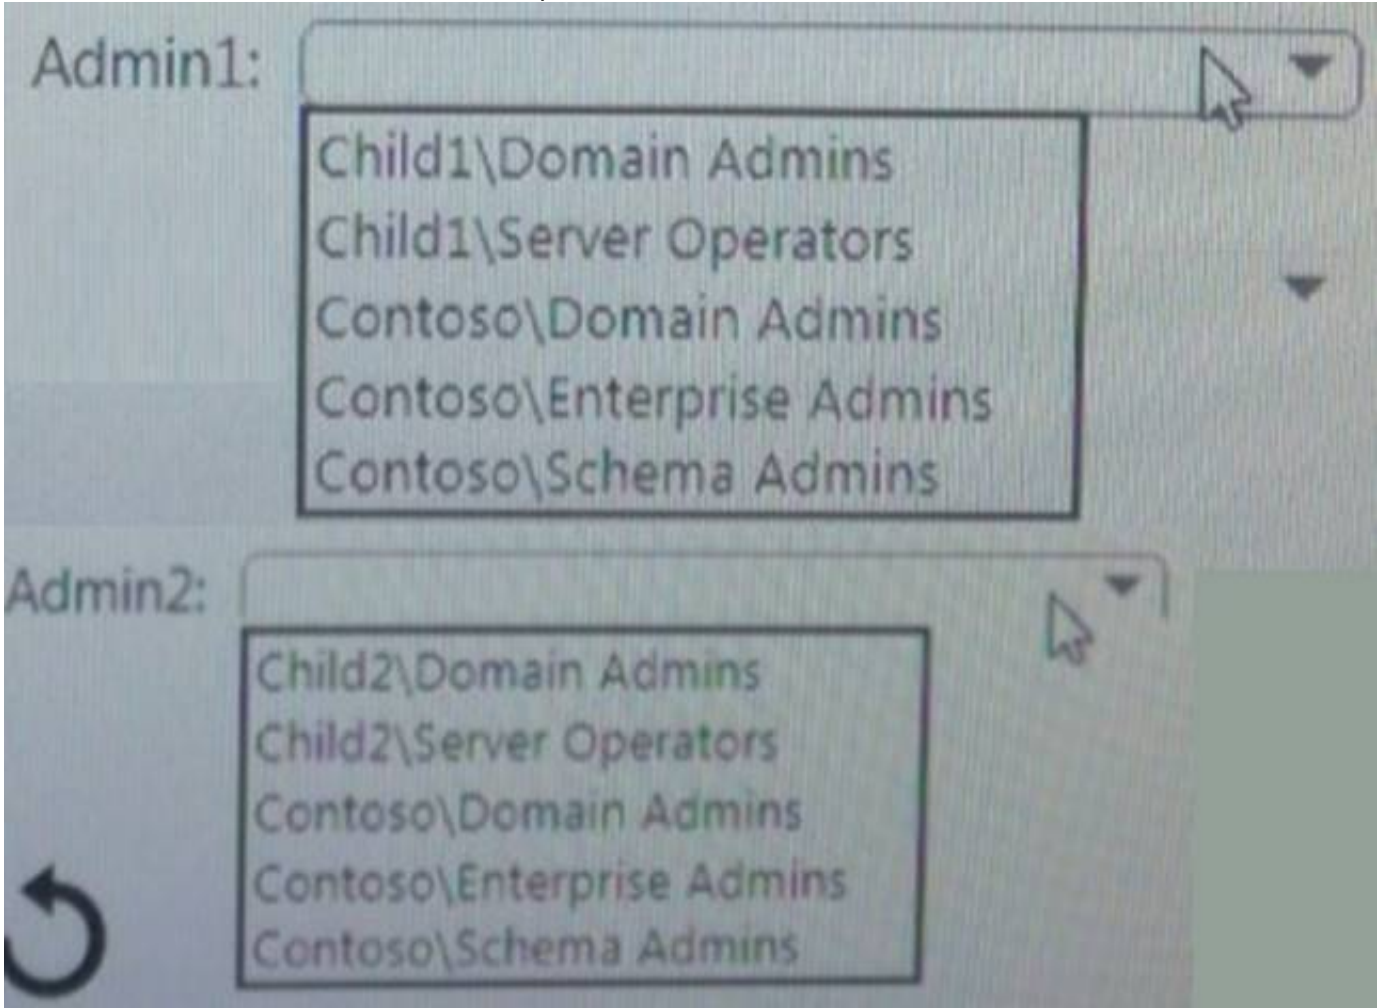 Admin1:
Child1\Domain Admins
Child1\Server Operators
Contoso\Domain Admins
Contoso\Enterprise Admins
Contoso\Schema Admins
Admin2:
Child2\Domain Admins
Child2\Server Operators
Contoso\Domain Admins
Contoso\Enterprise Admins
Contoso\Schema Admins